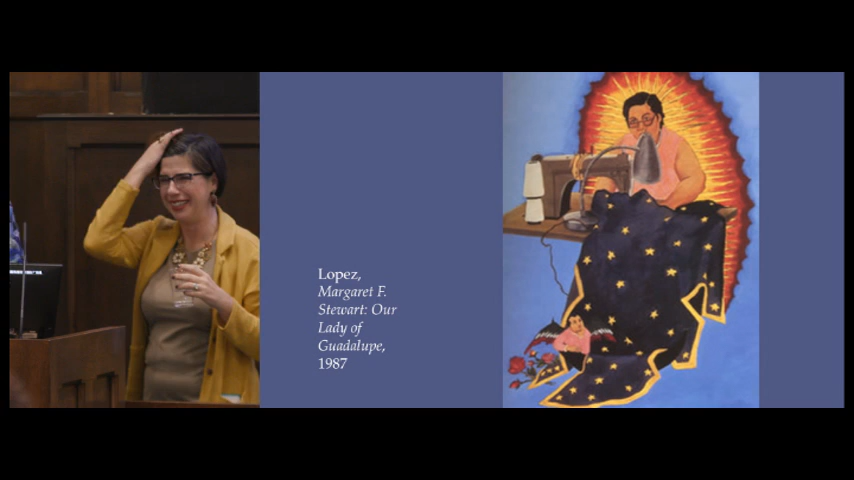 Lopez,
Margaret F.
Stewart: Our
Lady of
Guadalupe,
1987